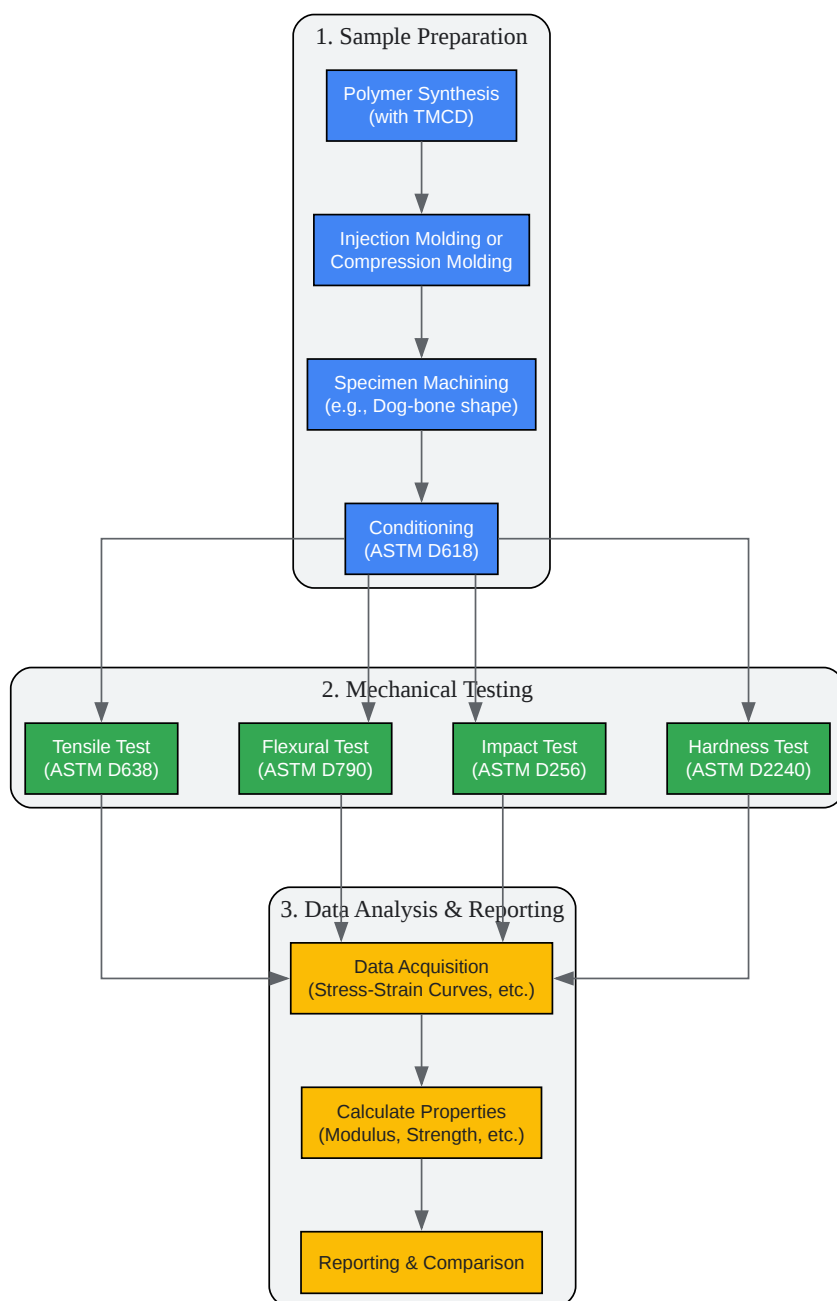 1. Sample Preparation
Polymer Synthesis
(with TMCD)
Injection Molding or
Compression Molding
Specimen Machining
(e.g., Dog-bone shape)
Conditioning
(ASTM D618)
2. Mechanical Testing
Tensile Test
(ASTM D638)
Flexural Test
(ASTM D790)
Impact Test
(ASTM D256)
Hardness Test
(ASTM D2240)
3. Data Analysis & Reporting
Data Acquisition
(Stress-Strain Curves, etc.)
Calculate Properties
(Modulus, Strength, etc.)
Reporting & Comparison